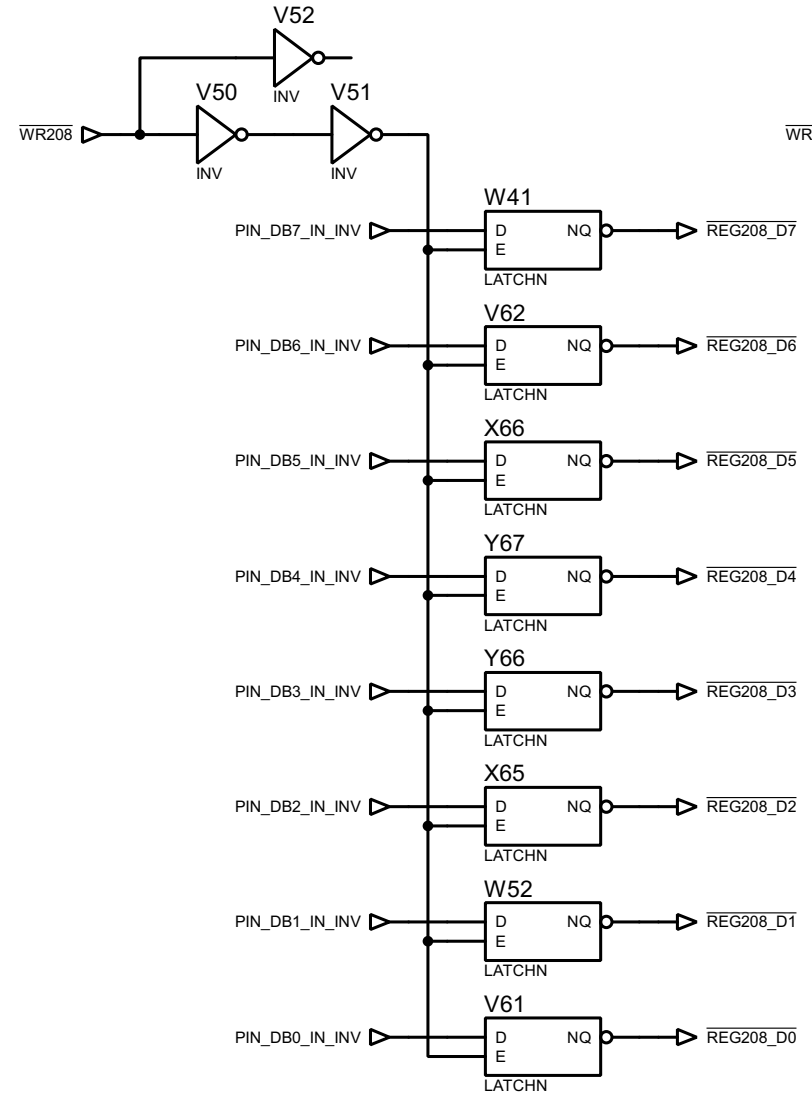 V52
INV
V50
V51
WR208
WR
INV
INV
W41
PIN_DB7_IN_INV
D
NQ
REG208_D7
E
LATCHN
V62
PIN_DB6_IN_INV
D
NQ
REG208_D6
E
LATCHN
X66
PIN_DB5_IN_INV
D
NQ
REG208_D5
E
LATCHN
Y67
PIN_DB4_IN_INV
D
NQ
REG208_D4
E
LATCHN
Y66
PIN_DB3_IN_INV
D
NQ
REG208_D3
E
LATCHN
X65
PIN_DB2_IN_INV
D
NQ
REG208_D2
E
LATCHN
W52
PIN_DB1_IN_INV
D
NQ
REG208_D1
E
LATCHN
V61
PIN_DB0_IN_INV
D
NQ
REG208_D0
E
LATCHN